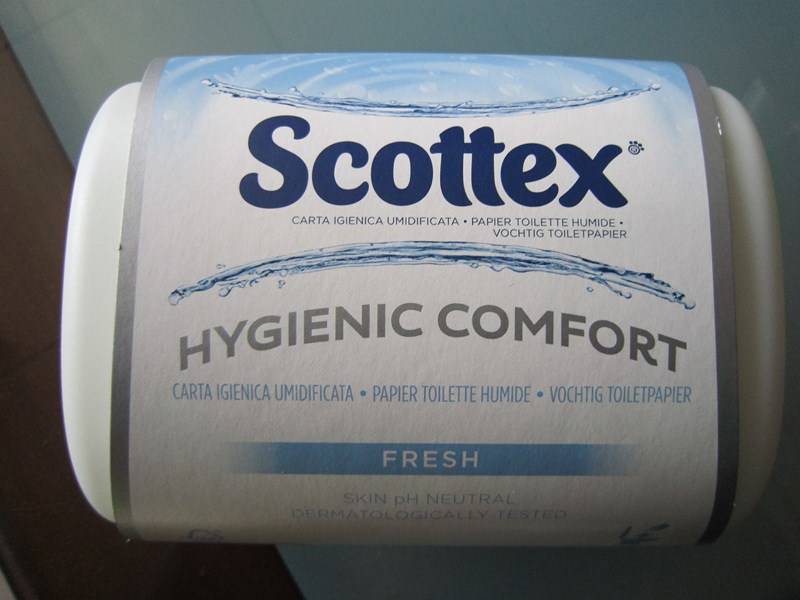 Scottex
CARTA IGIENICA UMIDIFICATA • PAPIER TOILETTE HUMIDE •
VOCHTIG TOILETPAPIER
HYGIENIC COMFORT
CARTA IGIENICA UMIDIFICATA • PAPIER TOILETTE HUMIDE • VOCHTIG TOILETPAPIER
FRESH
SKIN pH NEUTRAL
DERMATOLOGICALLY TESTED